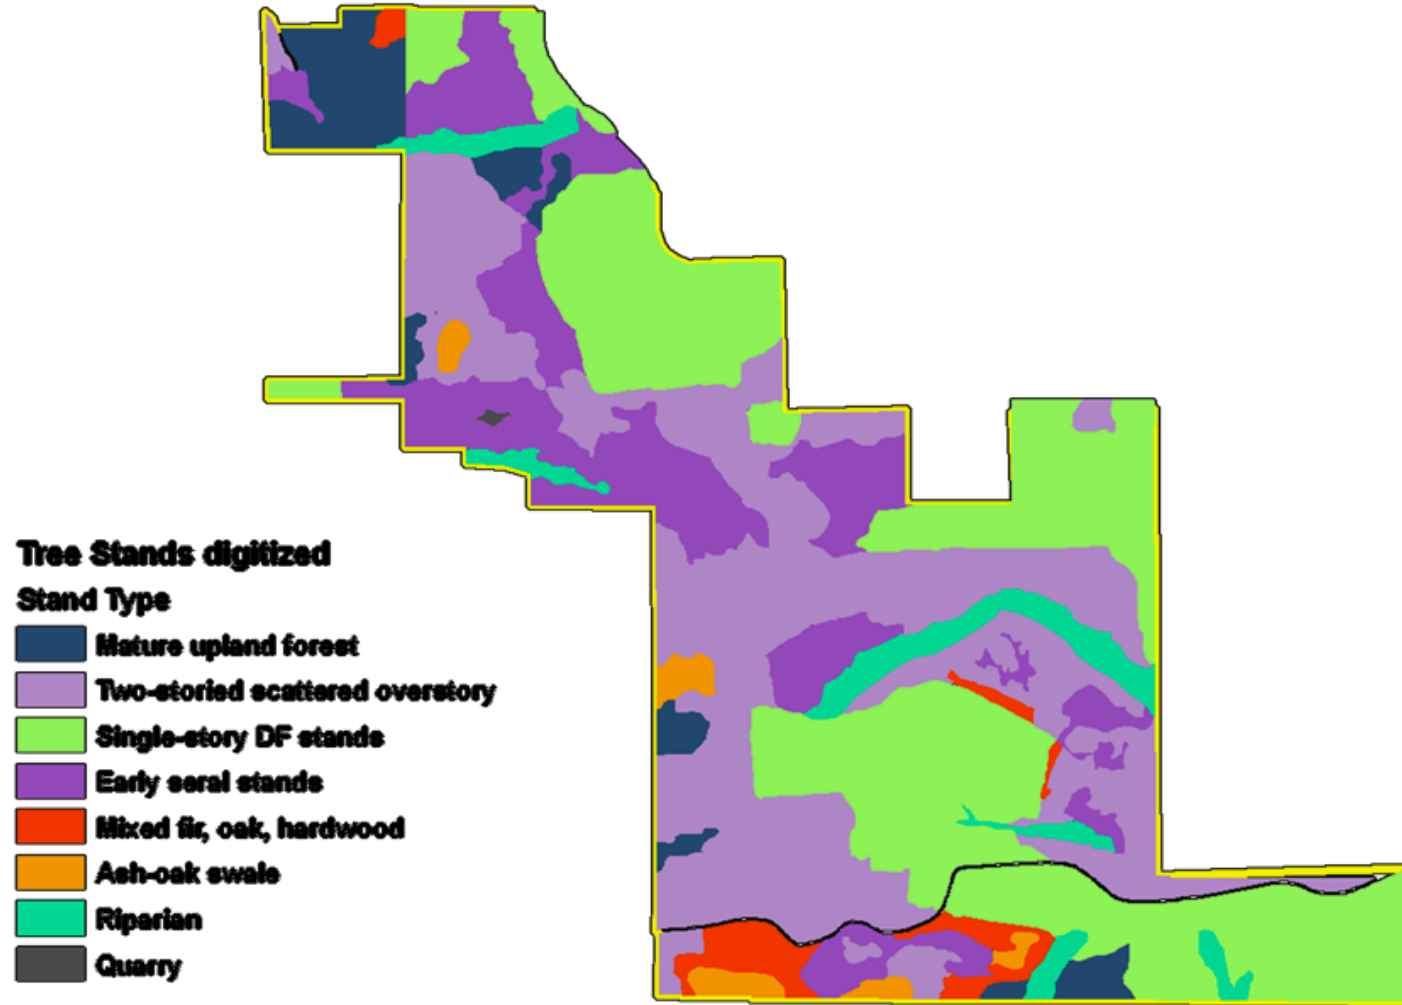 Tree Stands digitized
Stand Type
Mature upland forest
Two-storied scattered overstory
Single-story DF stands
Early seral stands
Mixed fir, oak, hardwood
Ash-oak swale
Riparian
Quarry